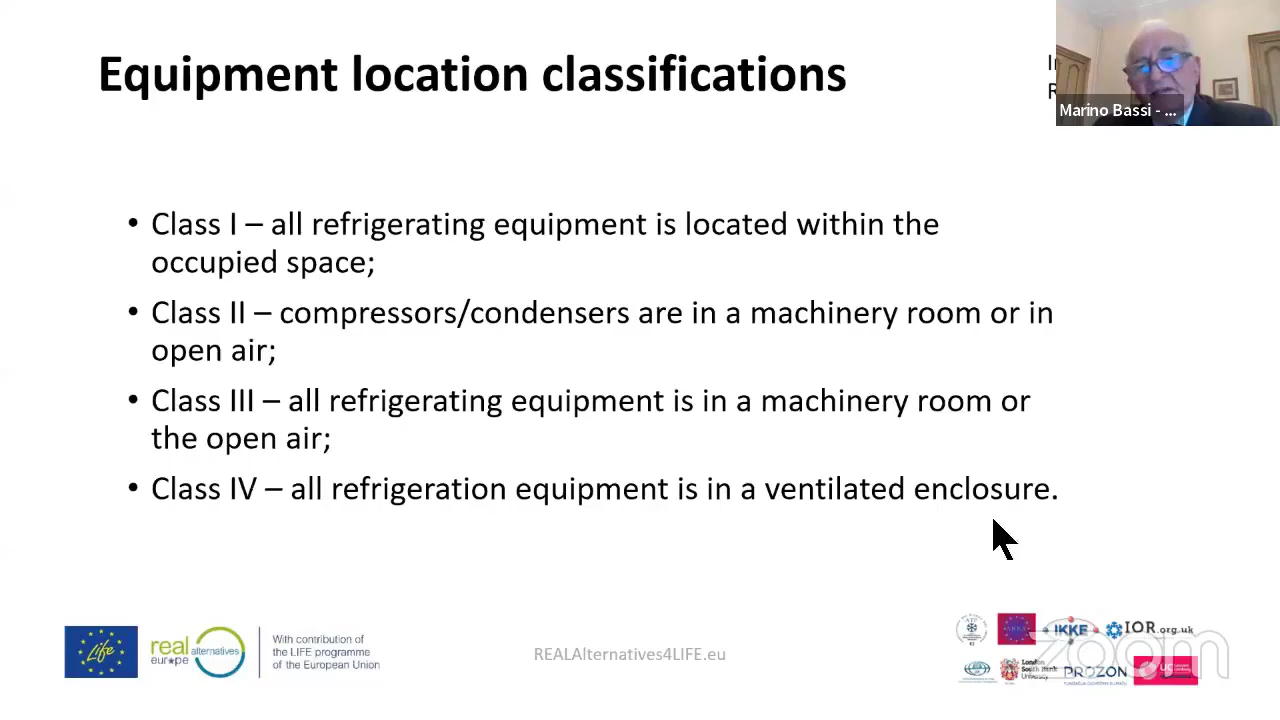 Equipment location classifications
Marino Bassi - ...
• Class I – all refrigerating equipment is located within the
occupied space;
• Class II – compressors/condensers are in a machinery room or in
open air;
• Class III – all refrigerating equipment is in a machinery room or
the open air;
• Class IV – all refrigeration equipment is in a ventilated enclosure.
Life
real alternatives
europe
With contribution of
the LIFE programme
of the European Union
REALAlternatives4LIFE.eu
IKKE
IOR.org.uk
London
South Bank
University
PROZON
UC
zoom